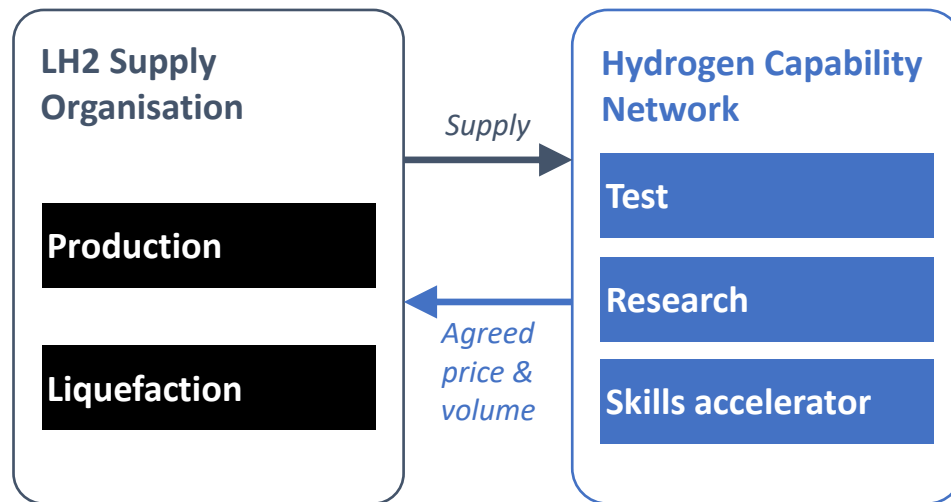 LH2 Supply
Organisation
Production
Liquefaction
Supply
Agreed
price &
volume
Hydrogen Capability
Network
Test
Research
Skills accelerator